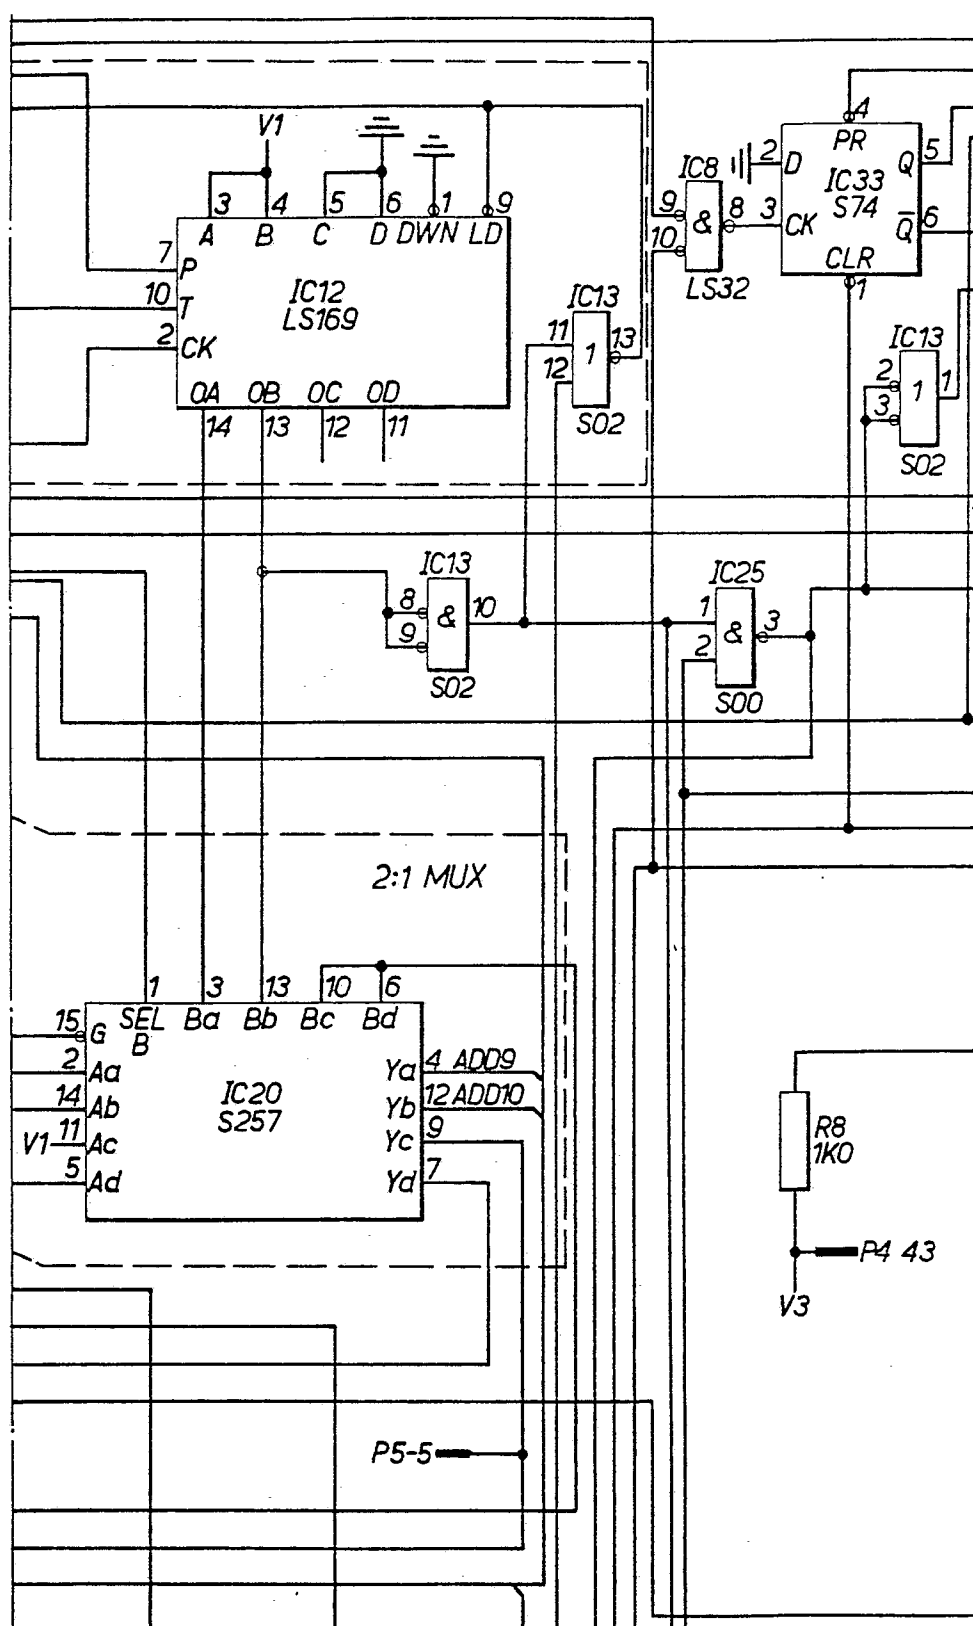 V1
4
PR
2 D
IC33
S74
Q 5
IC8
9
&
8
3 CK
Q 6
10
LS32
CLR
1
3 4 5 6 1 9
A B C D DWN LD
7 P
10 T
2 CK
IC12
LS169
OA OB OC OD
14 13 12 11
IC13
11
12
1
13
S02
IC13
2
3
1
1
S02
IC13
8
9
&
10
S02
IC25
1
2
&
3
S00
2:1 MUX
1 3 13 10 6
SEL B Ba Bb Bc Bd
15 G
2 Aa
14 Ab
V1 11 Ac
5 Ad
IC20
S257
Ya 4 ADD9
Yb 12 ADD10
Yc 9
Yd 7
R8
1K0
P4 43
V3
P5-5